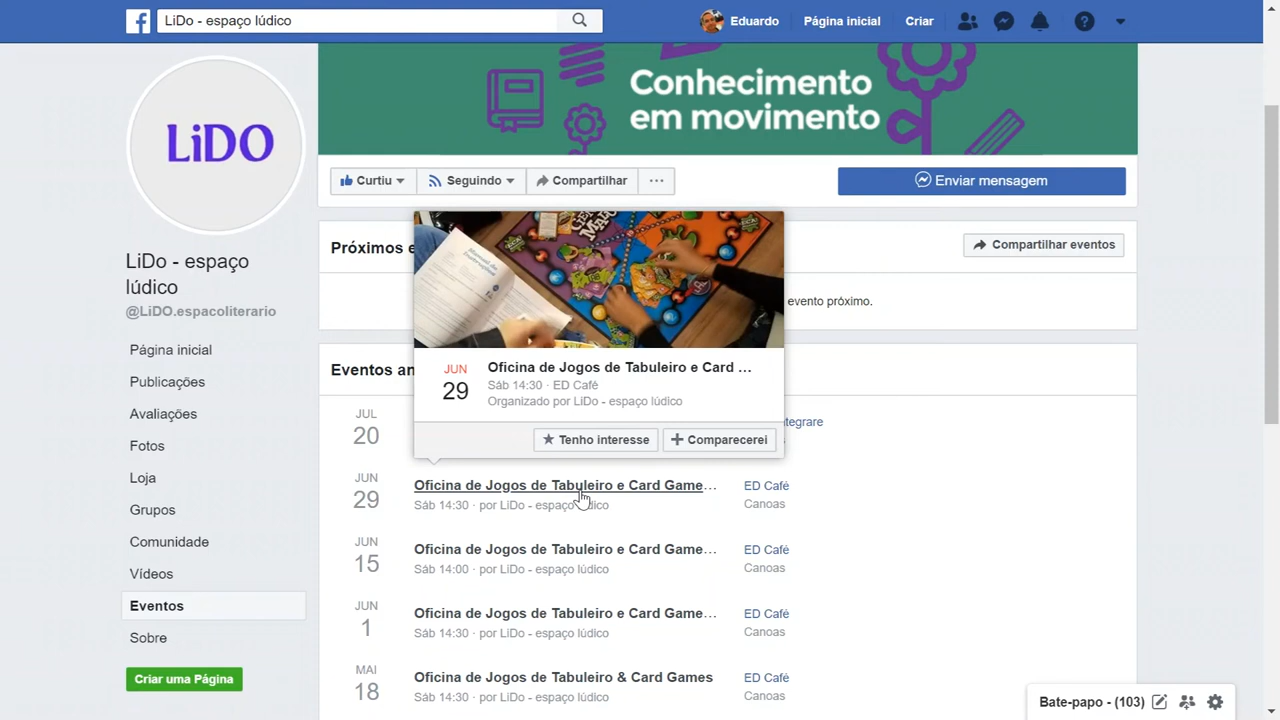 LiDo - espaço lúdico
Eduardo
Página inicial
Criar
Conhecimento
em movimento
LiDO
Curtiu
Seguindo
Compartilhar
Enviar mensagem
LiDo - espaço
lúdico
@LiDO.espacoliterario
Página inicial
Publicações
Avaliações
Fotos
Loja
Grupos
Comunidade
Vídeos
Eventos
Sobre
Criar uma Página
Próximos e
Compartilhar eventos
evento próximo.
JUN
29
Oficina de Jogos de Tabuleiro e Card ...
Sáb 14:30 · ED Café
Organizado por LiDo - espaço lúdico
Tenho interesse
Comparecerei
Eventos an
JUL
20
ntegrare
JUN
29
Oficina de Jogos de Tabuleiro e Card Game...
Sáb 14:30 · por LiDo - espaço lúdico
ED Café
Canoas
JUN
15
Oficina de Jogos de Tabuleiro e Card Game...
Sáb 14:00 · por LiDo - espaço lúdico
ED Café
Canoas
JUN
1
Oficina de Jogos de Tabuleiro e Card Game...
Sáb 14:30 · por LiDo - espaço lúdico
ED Café
Canoas
MAI
18
Oficina de Jogos de Tabuleiro & Card Games
Sáb 14:30 · por LiDo - espaço lúdico
ED Café
Canoas
Bate-papo - (103)